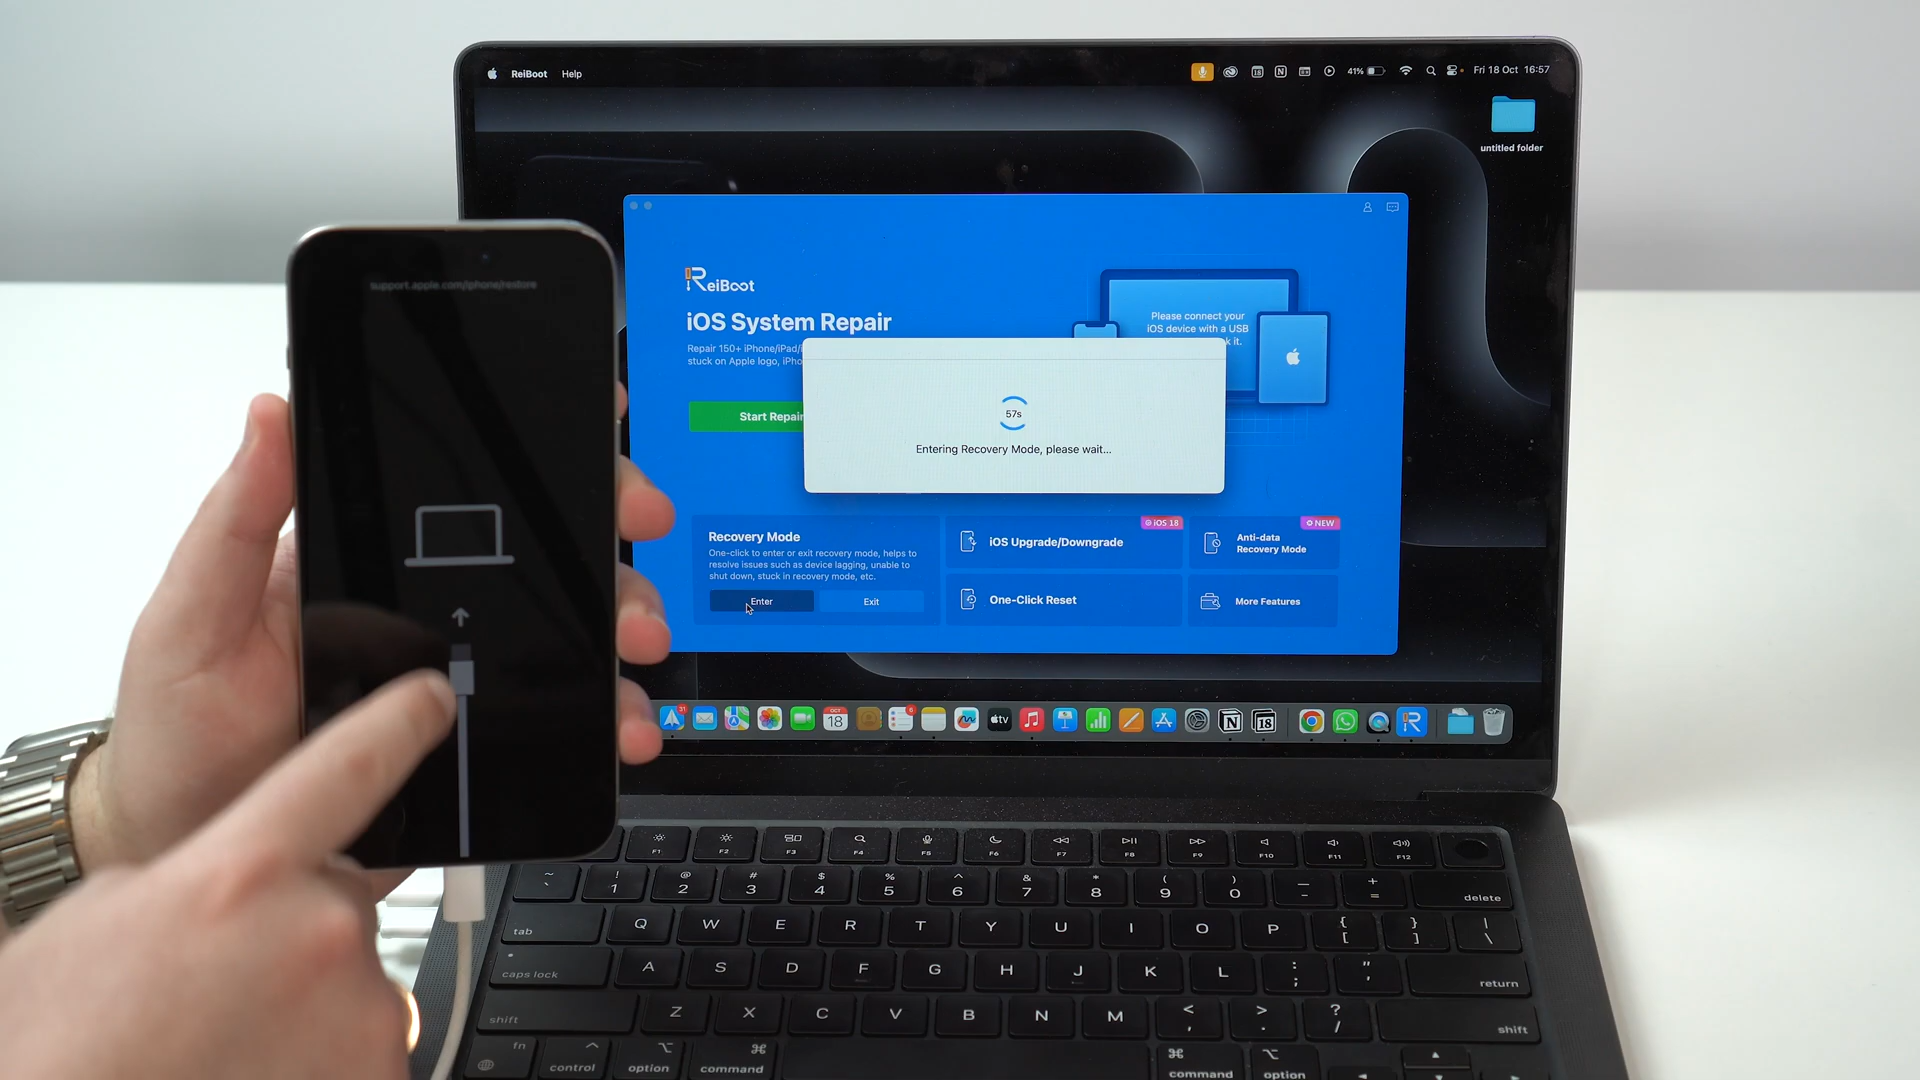 ReiBoot Help
41% Fri 18 Oct 16:57
untitled folder
support.apple.com/iphone/restore
ReiBoot
iOS System Repair
Repair 150+ iPhone/iPad/
stuck on Apple logo, iPho
Start Repair
Please connect your
iOS device with a USB
k it.
57s
Entering Recovery Mode, please wait...
Recovery Mode
One-click to enter or exit recovery mode, helps to
resolve issues such as device lagging, unable to
shut down, stuck in recovery mode, etc.
Enter Exit
iOS 18
iOS Upgrade/Downgrade
NEW
Anti-data
Recovery Mode
One-Click Reset
More Features
31
OCT
18
tv
N
18
R
F1 F2 F3 F4 F5 F6 F7 F8 F9 F10 F11 F12
~ ! @ # $ % ^ & * ( ) _ +
` 1 2 3 4 5 6 7 8 9 0 - = delete
tab Q W E R T Y U I O P { [ } ] | \
caps lock A S D F G H J K L : ; " ' return
shift Z X C V B N M < , > . ? / shift
fn control option command command option